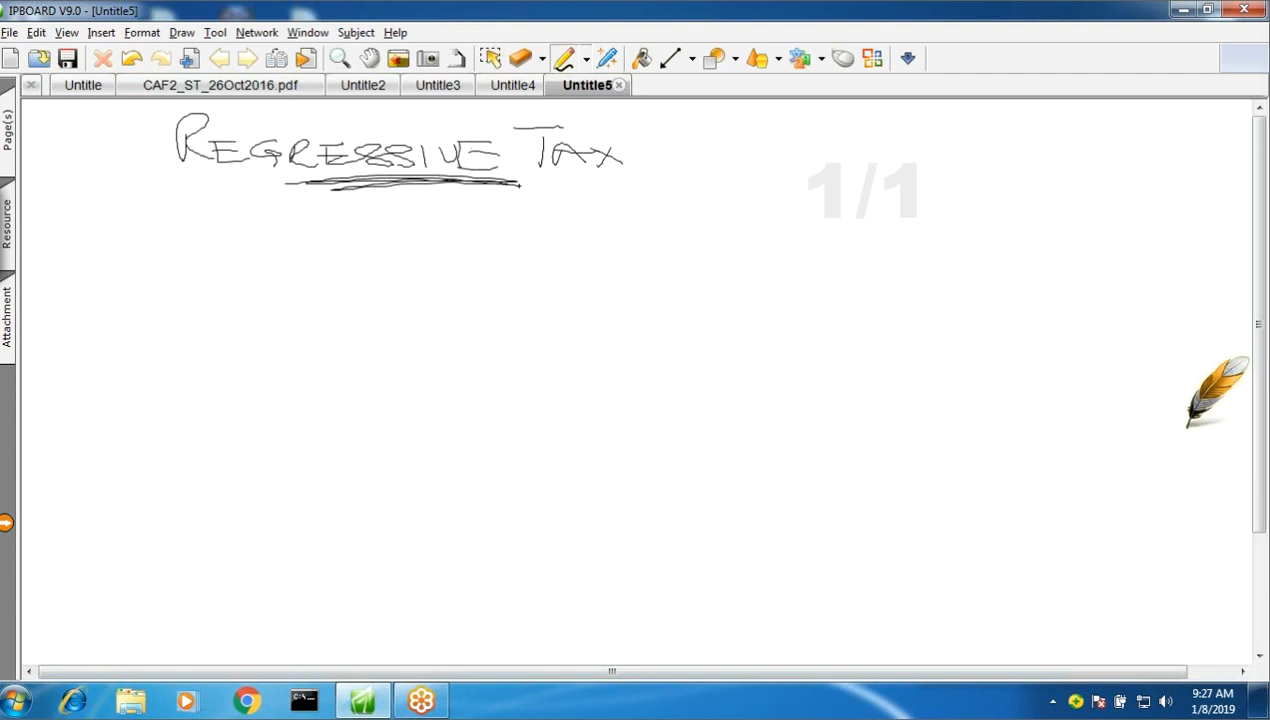 IPBOARD V9.0 - [Untitled5]
File Edit View Insert Format Draw Tool Network Window Subject Help
Untitle CAF2_ST_26Oct2016.pdf Untitle2 Untitle3 Untitle4 Untitle5
Page(s)
Resource
Attachment
REGRESSIVE TAX
1/1
9:27 AM
1/8/2019